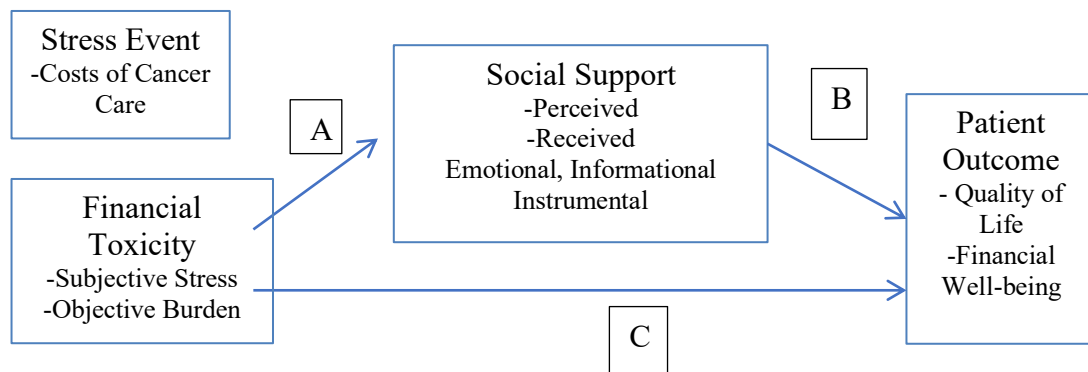 Stress Event
-Costs of Cancer
Care
A
Social Support
-Perceived
-Received
Emotional, Informational
Instrumental
B
Patient
Outcome
- Quality of
Life
-Financial
Well-being
Financial
Toxicity
-Subjective Stress
-Objective Burden
C